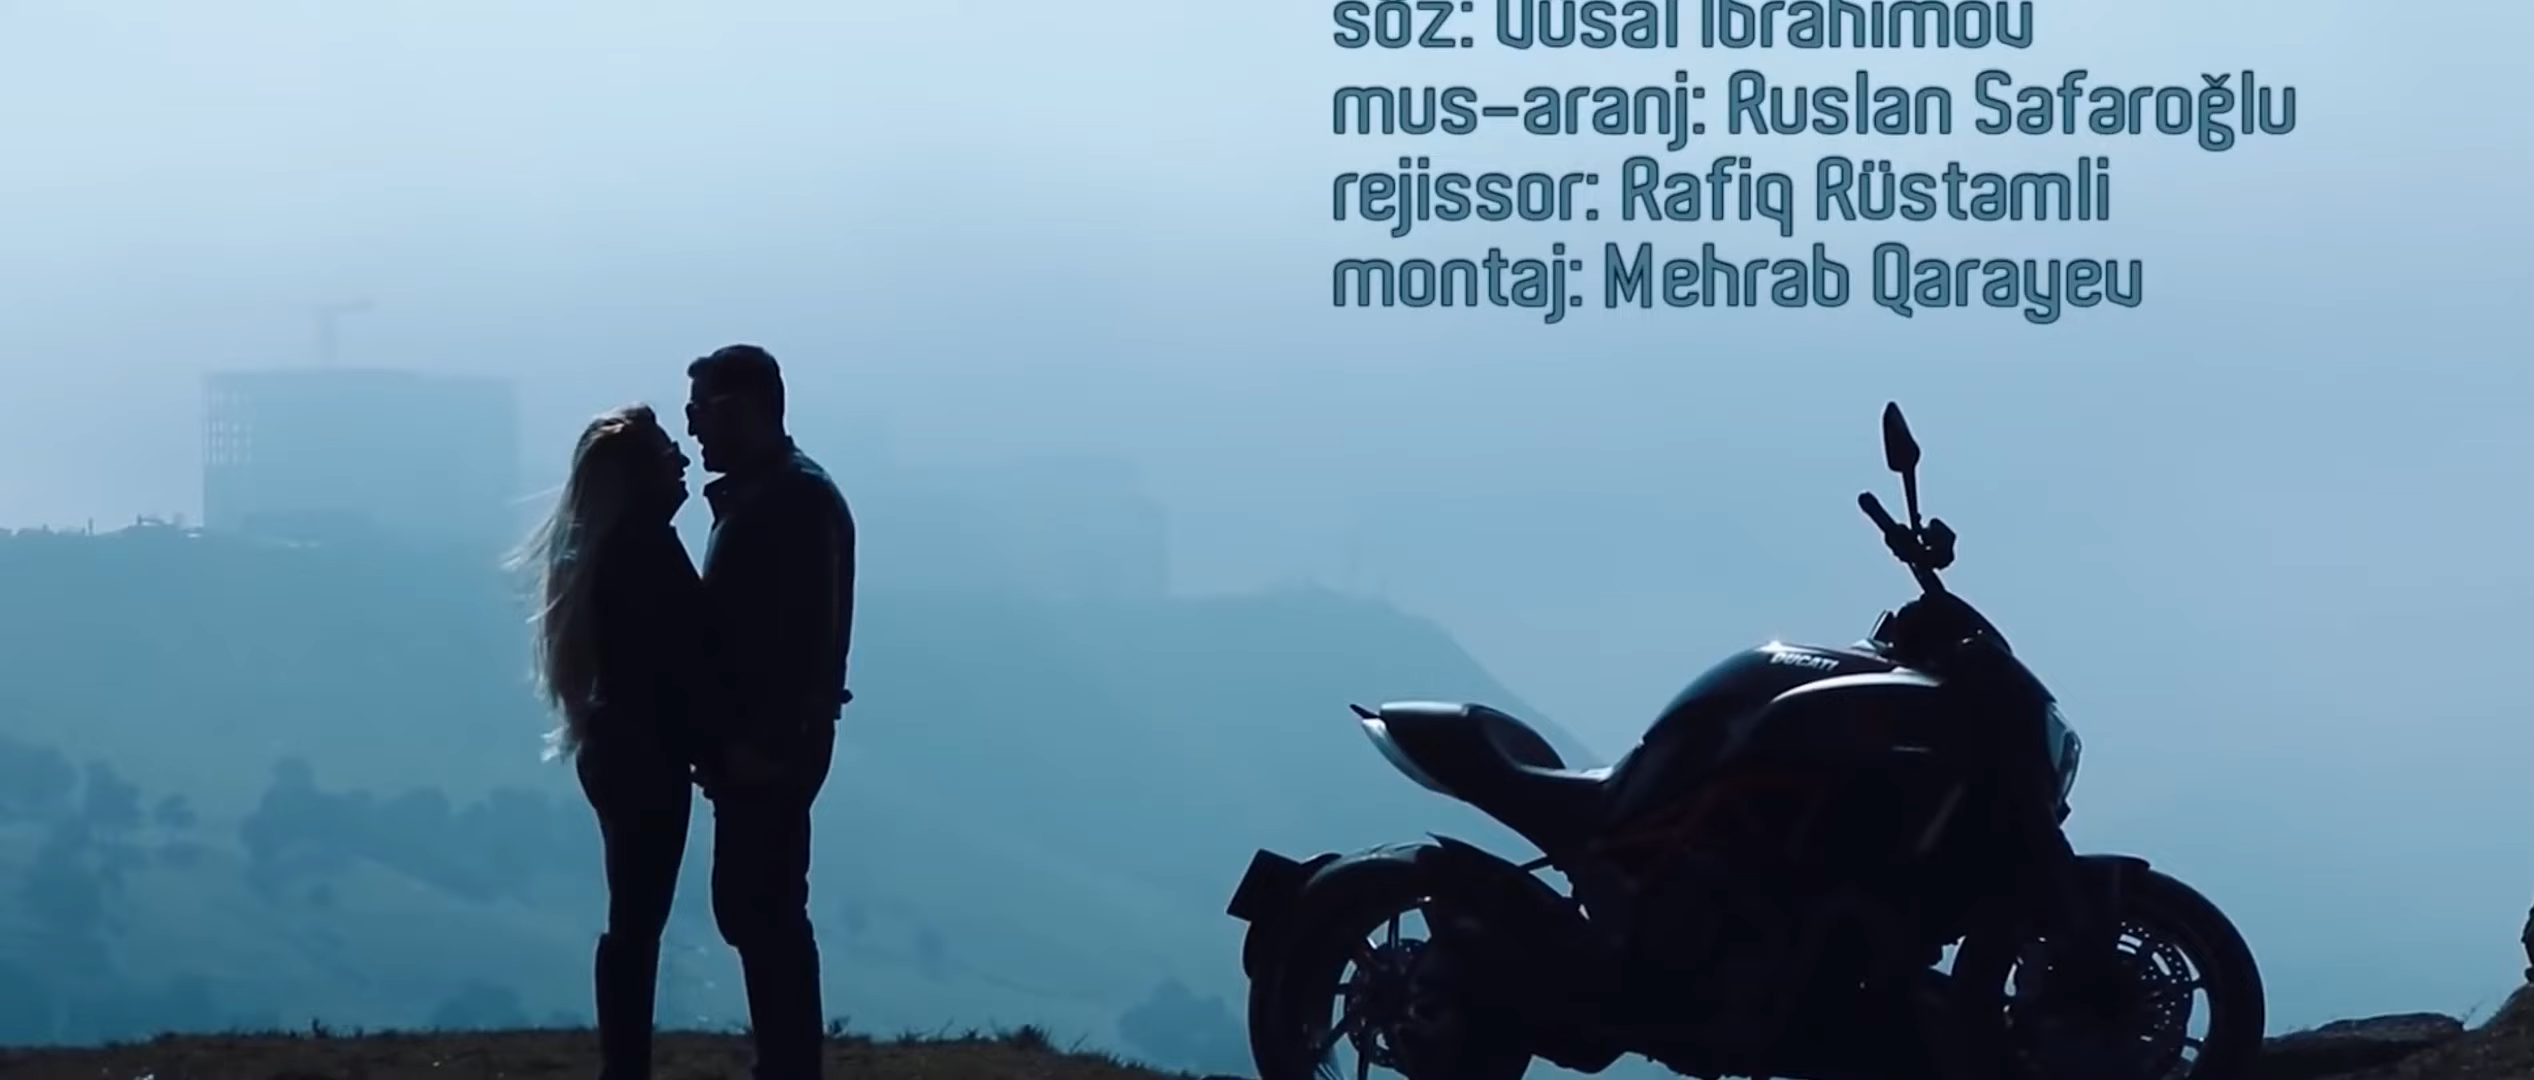 söz: Vusal Ibrahimov
mus-aranj: Ruslan Safaroğlu
rejissor: Rafiq Rüstamli
montaj: Mehrab Qarayev
DUCATI